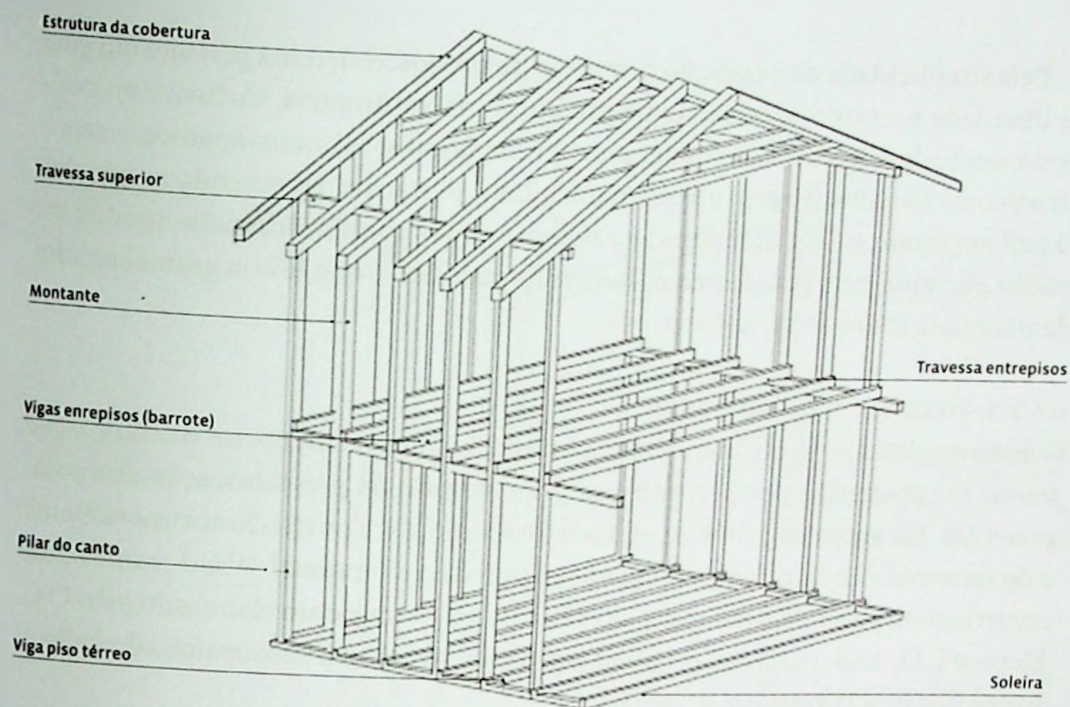 Estrutura da cobertura
Travessa superior
Montante
Travessa entrepisos
Vigas enrepisos (barrote)
Pilar do canto
Viga piso térreo
Soleira